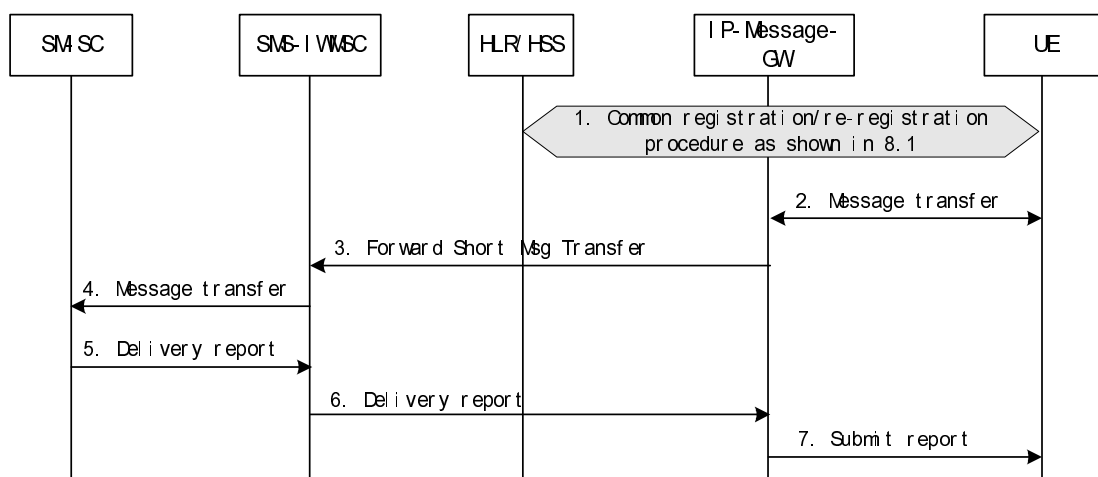 SM-SC
SMS-IWMSC
HLR/HSS
IP-Message-
GW
UE
1. Common registration/re-registration
procedure as shown in 8.1
2. Message transfer
3. Forward Short Msg Transfer
4. Message transfer
5. Delivery report
6. Delivery report
7. Submit report